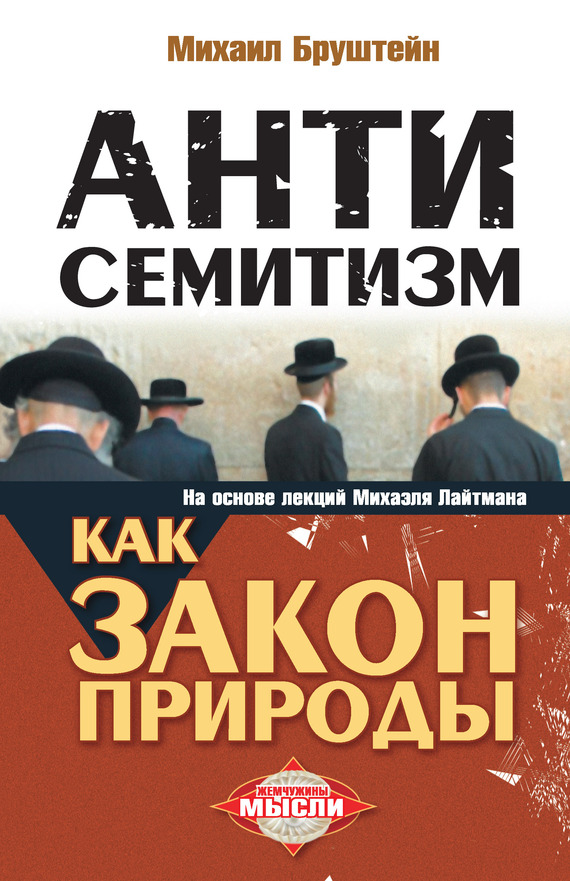 Михаил Бруштейн
АНТИ
СЕМИТИЗМ
На основе лекций Михаэля Лайтмана
КАК
ЗАКОН
ПРИРОДЫ
ЖЕМЧУЖИНЫ
МЫСЛИ